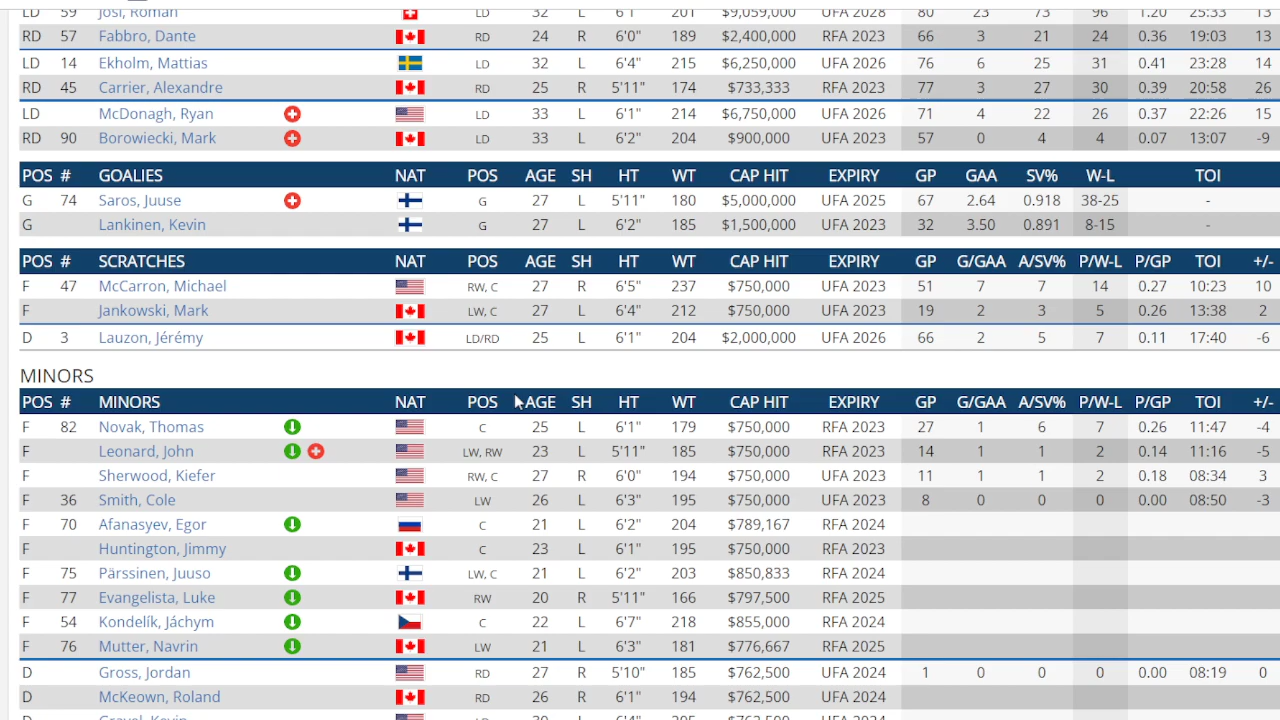 LD 59 Josi, Roman LD 32 L 6'1" 201 $9,059,000 UFA 2028 80 23 73 96 1.20 25:33 13
RD 57 Fabbro, Dante RD 24 R 6'0" 189 $2,400,000 RFA 2023 66 3 21 24 0.36 19:03 13
LD 14 Ekholm, Mattias LD 32 L 6'4" 215 $6,250,000 UFA 2026 76 6 25 31 0.41 23:28 14
RD 45 Carrier, Alexandre RD 25 R 5'11" 174 $733,333 RFA 2023 77 3 27 30 0.39 20:58 26
LD McDonagh, Ryan LD 33 L 6'1" 214 $6,750,000 UFA 2026 71 4 22 26 0.37 22:26 15
RD 90 Borowiecki, Mark LD 33 L 6'2" 204 $900,000 UFA 2023 57 0 4 4 0.07 13:07 -9
POS # GOALIES NAT POS AGE SH HT WT CAP HIT EXPIRY GP GAA SV% W-L TOI
G 74 Saros, Juuse G 27 L 5'11" 180 $5,000,000 UFA 2025 67 2.64 0.918 38-25 -
G Lankinen, Kevin G 27 L 6'2" 185 $1,500,000 UFA 2023 32 3.50 0.891 8-15 -
POS # SCRATCHES NAT POS AGE SH HT WT CAP HIT EXPIRY GP G/GAA A/SV% P/W-L P/GP TOI +/-
F 47 McCarron, Michael RW, C 27 R 6'5" 237 $750,000 UFA 2023 51 7 7 14 0.27 10:23 10
F Jankowski, Mark LW, C 27 L 6'4" 212 $750,000 UFA 2023 19 2 3 5 0.26 13:38 2
D 3 Lauzon, Jérémy LD/RD 25 L 6'1" 204 $2,000,000 UFA 2026 66 2 5 7 0.11 17:40 -6
MINORS
POS # MINORS NAT POS AGE SH HT WT CAP HIT EXPIRY GP G/GAA A/SV% P/W-L P/GP TOI +/-
F 82 Novak, Thomas C 25 L 6'1" 179 $750,000 RFA 2023 27 1 6 7 0.26 11:47 -4
F Leonard, John LW, RW 23 L 5'11" 185 $750,000 RFA 2023 14 1 1 2 0.14 11:16 -5
F Sherwood, Kiefer RW, C 27 R 6'0" 194 $750,000 UFA 2023 11 1 1 2 0.18 08:34 3
F 36 Smith, Cole LW 26 L 6'3" 195 $750,000 UFA 2023 8 0 0 0 0.00 08:50 -3
F 70 Afanasyev, Egor C 21 L 6'2" 204 $789,167 RFA 2024
F Huntington, Jimmy C 23 L 6'1" 195 $750,000 RFA 2023
F 75 Pärssinen, Juuso LW, C 21 L 6'2" 203 $850,833 RFA 2024
F 77 Evangelista, Luke RW 20 R 5'11" 166 $797,500 RFA 2025
F 54 Kondelík, Jáchym C 22 L 6'7" 218 $855,000 RFA 2024
F 76 Mutter, Navrin LW 21 L 6'3" 181 $776,667 RFA 2025
D Gross, Jordan RD 27 R 5'10" 185 $762,500 UFA 2024 1 0 0 0 0.00 08:19 0
D McKeown, Roland RD 26 R 6'1" 194 $762,500 UFA 2024